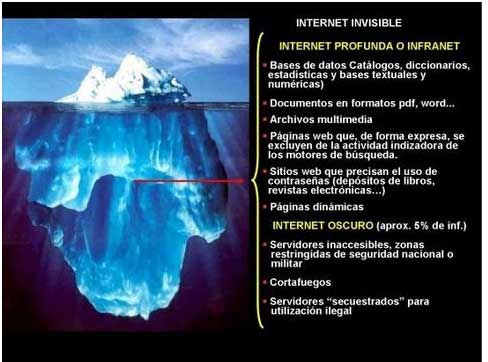 INTERNET INVISIBLE
INTERNET PROFUNDA O INFRANET
Bases de datos Catálogos, diccionarios,
estadísticas y bases textuales y
numéricas)
Documentos en formatos pdf, word...
Archivos multimedia
Páginas web que, de forma expresa, se
excluyen de la actividad indizadora de
los motores de búsqueda.
Sitios web que precisan el uso de
contraseñas (depósitos de libros,
revistas electrónicas...)
Páginas dinámicas
INTERNET OSCURO (aprox. 5% de inf.)
Servidores inaccesibles, zonas
restringidas de seguridad nacional o
militar
Cortafuegos
Servidores "secuestrados" para
utilización ilegal